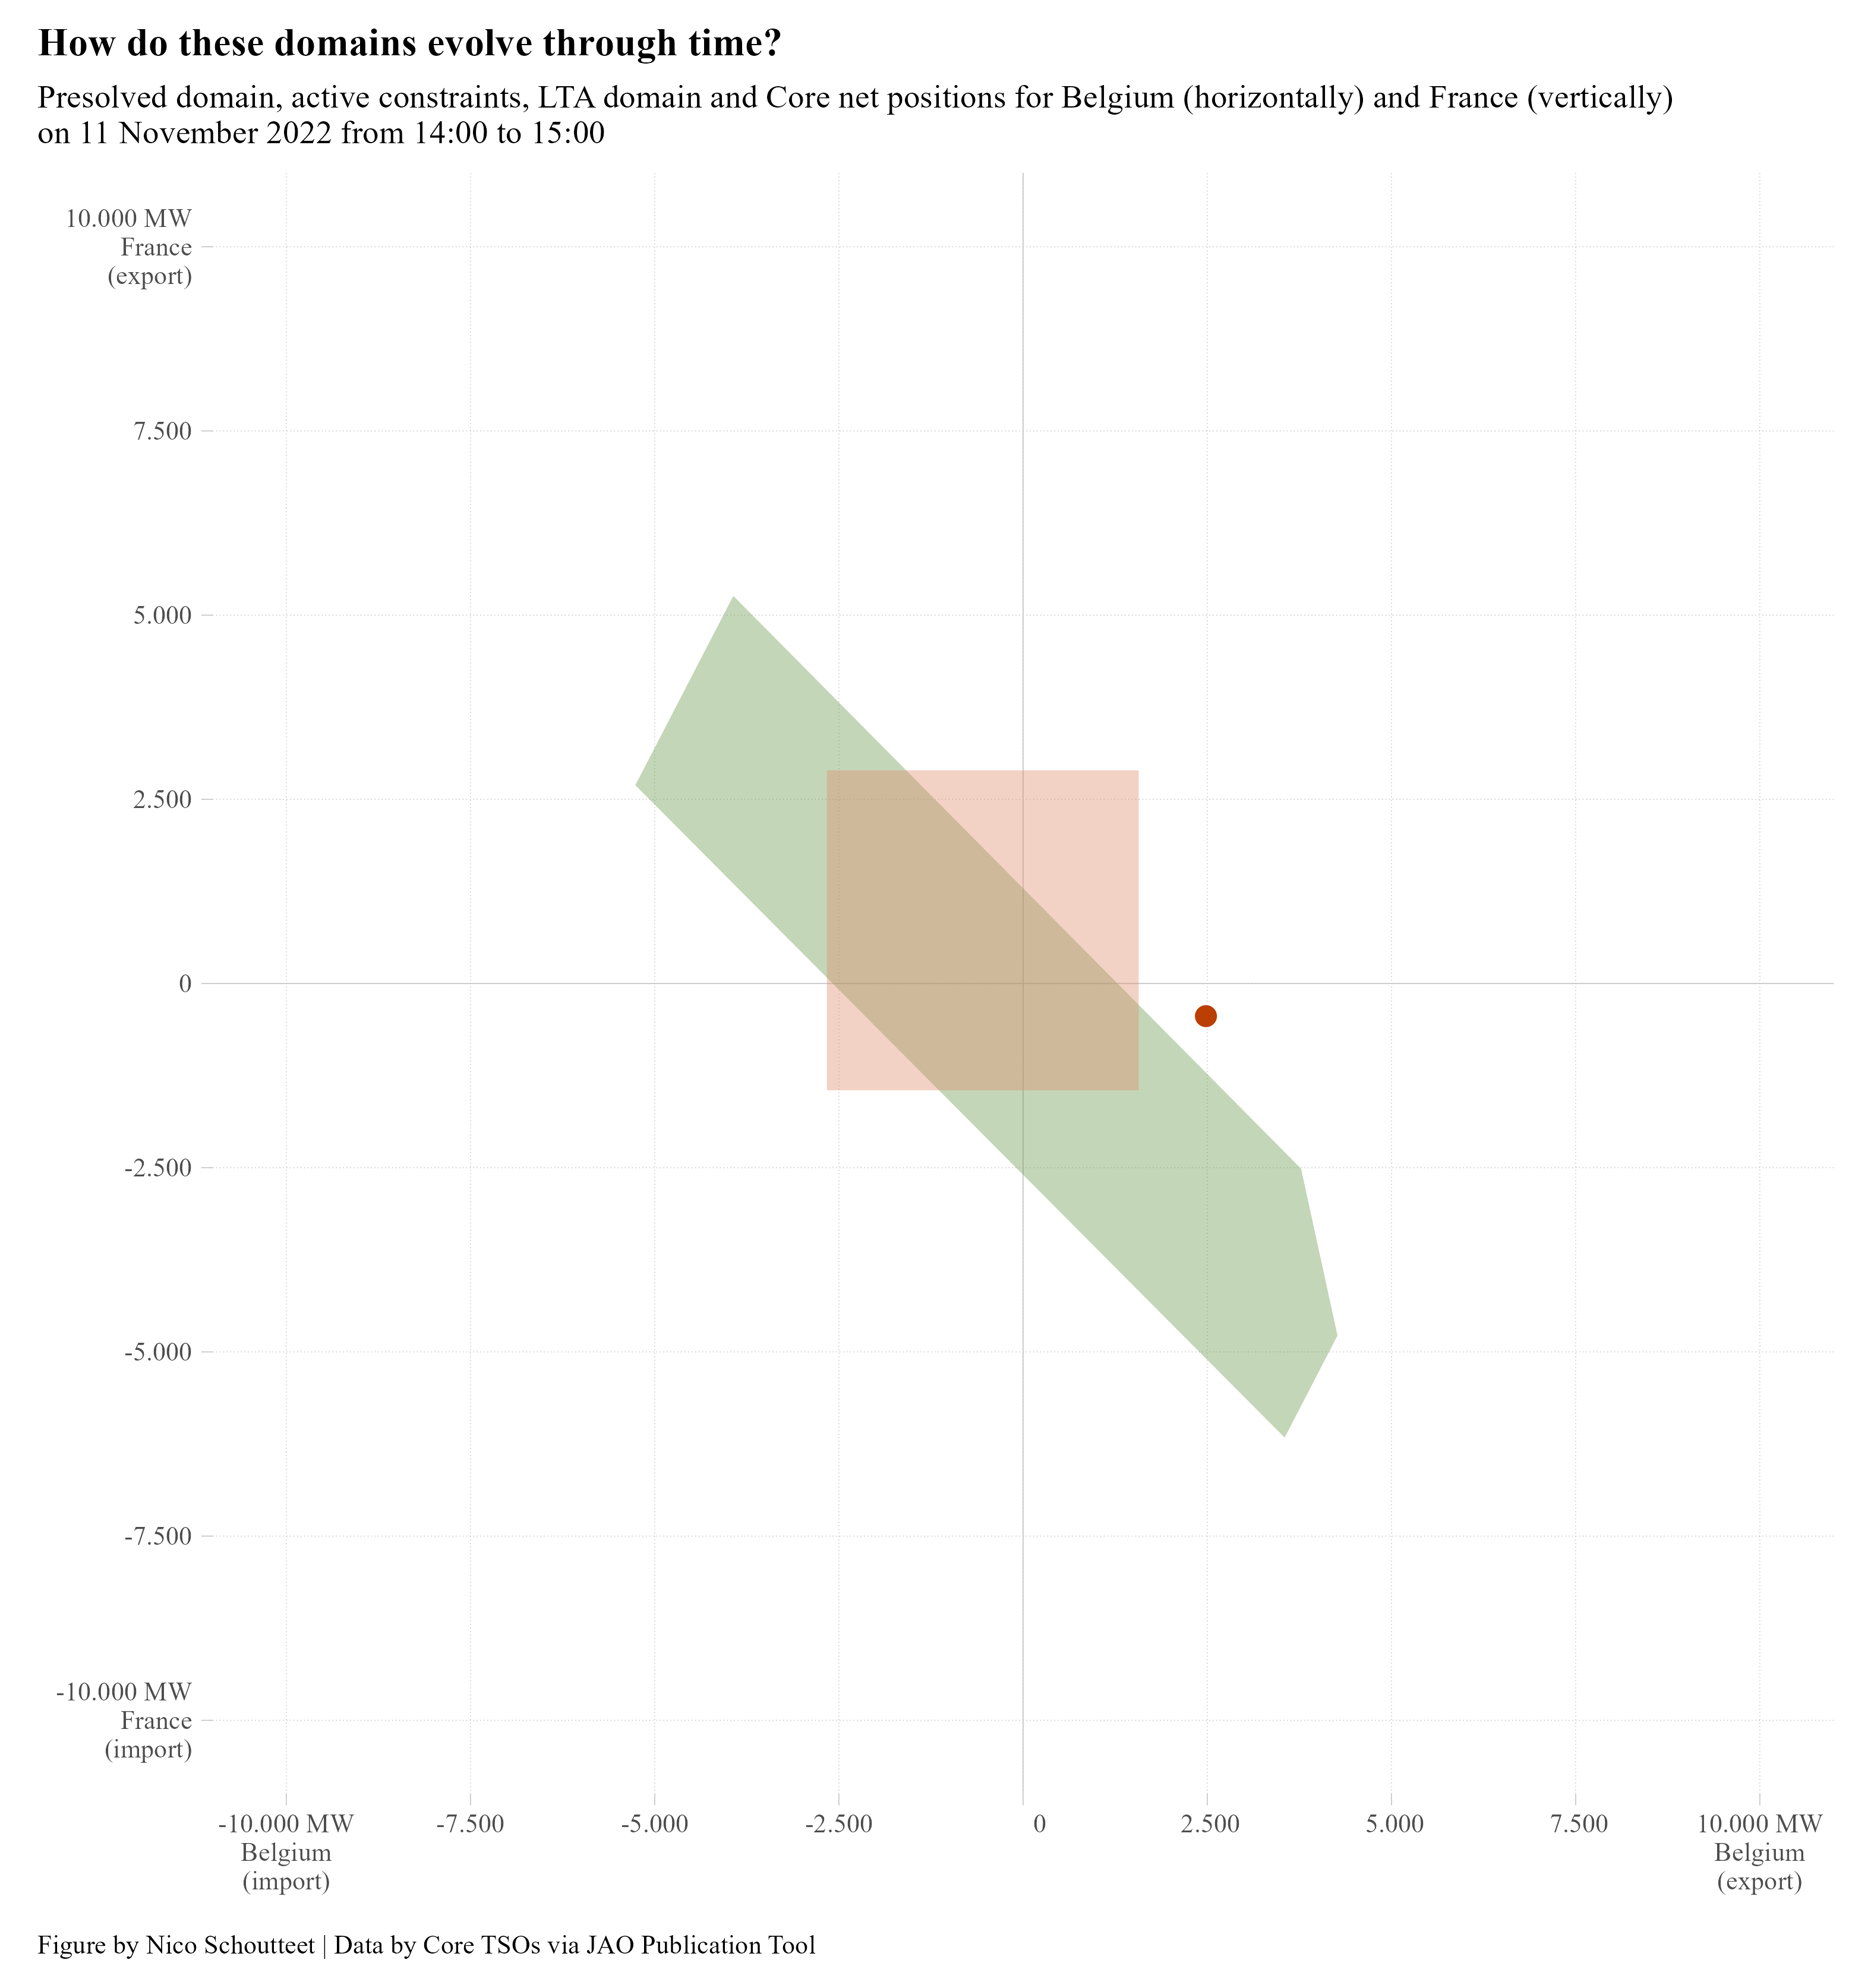 How do these domains evolve through time?
Presolved domain, active constraints, LTA domain and Core net positions for Belgium (horizontally) and France (vertically)
on 11 November 2022 from 14:00 to 15:00
10.000 MW
France
(export)
7.500
5.000
2.500
0
-2.500
-5.000
-7.500
-10.000 MW
France
(import)
-10.000 MW
Belgium
(import)
-7.500
-5.000
-2.500
0
2.500
5.000
7.500
10.000 MW
Belgium
(export)
Figure by Nico Schoutteet | Data by Core TSOs via JAO Publication Tool